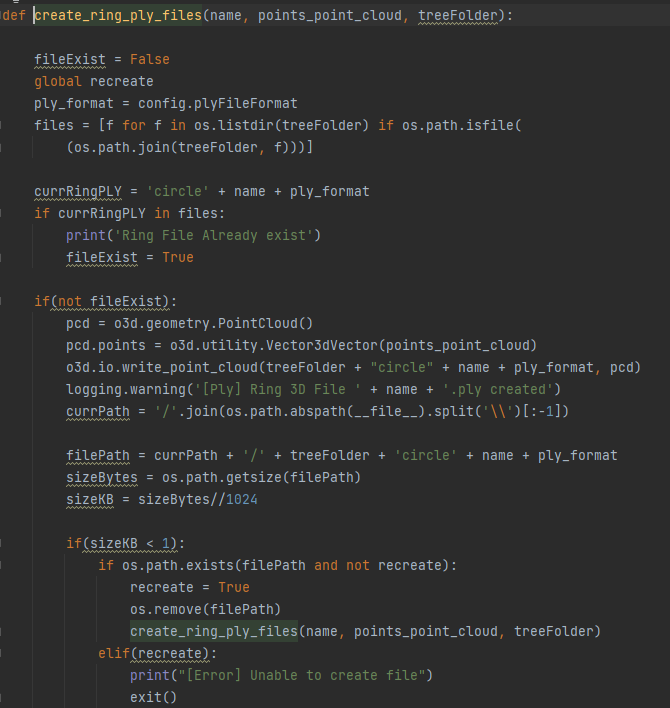 def create_ring_ply_files(name, points_point_cloud, treeFolder):
fileExist = False
global recreate
ply_format = config.plyFileFormat
files = [f for f in os.listdir(treeFolder) if os.path.isfile(
(os.path.join(treeFolder, f)))]
currRingPLY = 'circle' + name + ply_format
if currRingPLY in files:
print('Ring File Already exist')
fileExist = True
if(not fileExist):
pcd = o3d.geometry.PointCloud()
pcd.points = o3d.utility.Vector3dVector(points_point_cloud)
o3d.io.write_point_cloud(treeFolder + "circle" + name + ply_format, pcd)
logging.warning('[Ply] Ring 3D File ' + name + '.ply created')
currPath = '/'.join(os.path.abspath(__file__).split('\\')[:-1])
filePath = currPath + '/' + treeFolder + 'circle' + name + ply_format
sizeBytes = os.path.getsize(filePath)
sizeKB = sizeBytes//1024
if(sizeKB < 1):
if os.path.exists(filePath and not recreate):
recreate = True
os.remove(filePath)
create_ring_ply_files(name, points_point_cloud, treeFolder)
elif(recreate):
print("[Error] Unable to create file")
exit()